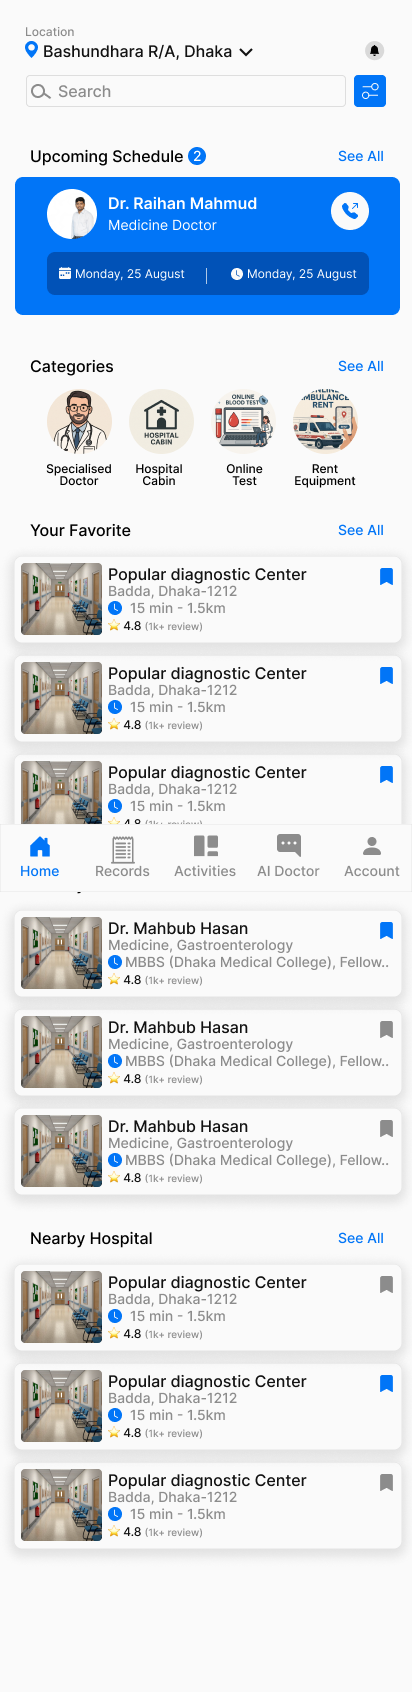 Location
Bashundhara R/A, Dhaka
Search
Upcoming Schedule 2
See All
Dr. Raihan Mahmud
Medicine Doctor
Monday, 25 August
Monday, 25 August
Categories
See All
HOSPITAL
CABIN
ONLINE
BLOOD TEST
AMBULANCE
RENT
Specialised
Doctor
Hospital
Cabin
Online
Test
Rent
Equipment
Your Favorite
See All
Popular diagnostic Center
Badda, Dhaka-1212
15 min - 1.5km
4.8 (1k+ review)
Popular diagnostic Center
Badda, Dhaka-1212
15 min - 1.5km
4.8 (1k+ review)
Popular diagnostic Center
Badda, Dhaka-1212
15 min - 1.5km
4.8 (1k+ review)
Home
Records
Activities
AI Doctor
Account
Dr. Mahbub Hasan
Medicine, Gastroenterology
MBBS (Dhaka Medical College), Fellow..
4.8 (1k+ review)
Dr. Mahbub Hasan
Medicine, Gastroenterology
MBBS (Dhaka Medical College), Fellow..
4.8 (1k+ review)
Dr. Mahbub Hasan
Medicine, Gastroenterology
MBBS (Dhaka Medical College), Fellow..
4.8 (1k+ review)
Nearby Hospital
See All
Popular diagnostic Center
Badda, Dhaka-1212
15 min - 1.5km
4.8 (1k+ review)
Popular diagnostic Center
Badda, Dhaka-1212
15 min - 1.5km
4.8 (1k+ review)
Popular diagnostic Center
Badda, Dhaka-1212
15 min - 1.5km
4.8 (1k+ review)